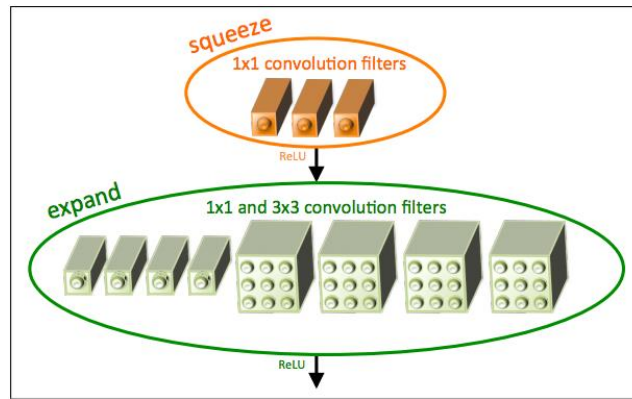 squeeze
1x1 convolution filters
ReLU
expand
1x1 and 3x3 convolution filters
ReLU